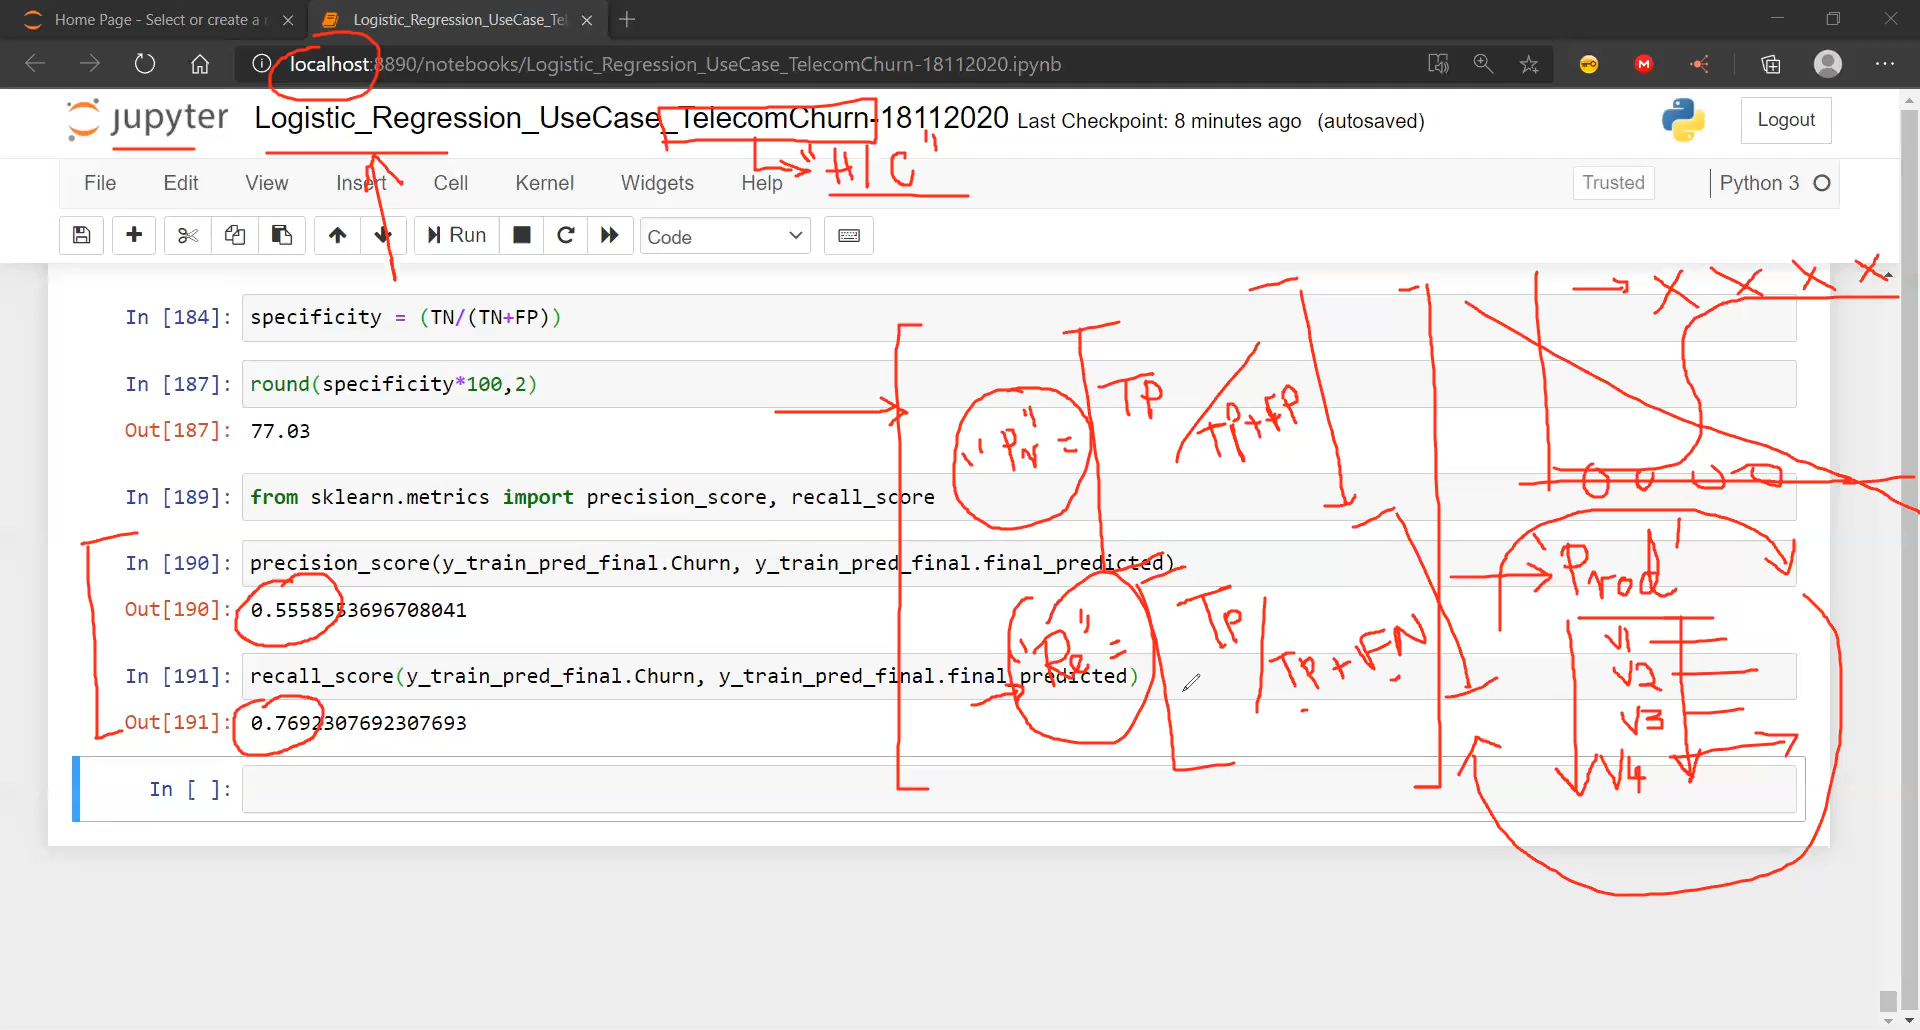 Home Page - Select or create a n
Logistic_Regression_UseCase_Tel
localhost:8890/notebooks/Logistic_Regression_UseCase_TelecomChurn-18112020.ipynb
jupyter Logistic_Regression_UseCase_TelecomChurn-18112020 Last Checkpoint: 8 minutes ago (autosaved)
Logout
"HIC"
File Edit View Insert Cell Kernel Widgets Help Trusted Python 3
Run Code
X X X X
In [184]: specificity = (TN/(TN+FP))
In [187]: round(specificity*100,2)
Out[187]: 77.03
"Pr" = TP / TP+FP
In [189]: from sklearn.metrics import precision_score, recall_score
In [190]: precision_score(y_train_pred_final.Churn, y_train_pred_final.final_predicted)
Out[190]: 0.5558553696708041
'Prod'
"Re" = TP / TP+FN
In [191]: recall_score(y_train_pred_final.Churn, y_train_pred_final.final_predicted)
Out[191]: 0.7692307692307693
V1
V2
V3
V4
In [ ]: